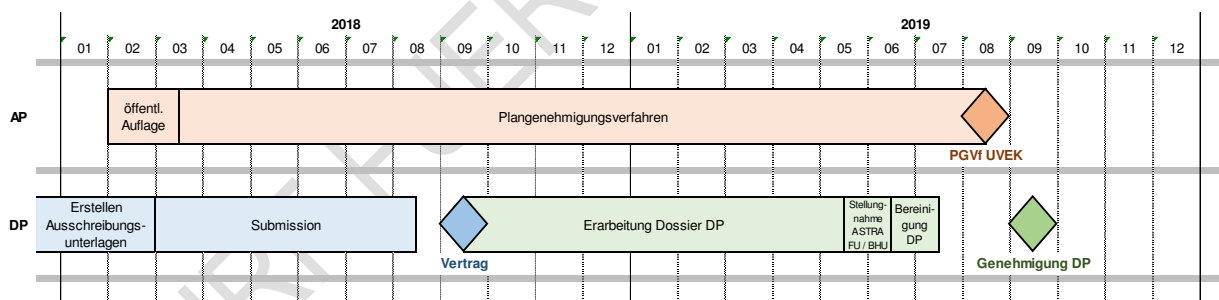 2018 2019
01 02 03 04 05 06 07 08 09 10 11 12 01 02 03 04 05 06 07 08 09 10 11 12
AP
öffentl.
Auflage
Plangenehmigungsverfahren
PGVf UVEK
DP
Erstellen
Ausschreibungs-
unterlagen
Submission
Vertrag
Erarbeitung Dossier DP
Stellung-
nahme
ASTRA
FU / BHU
Bereini-
gung
DP
Genehmigung DP